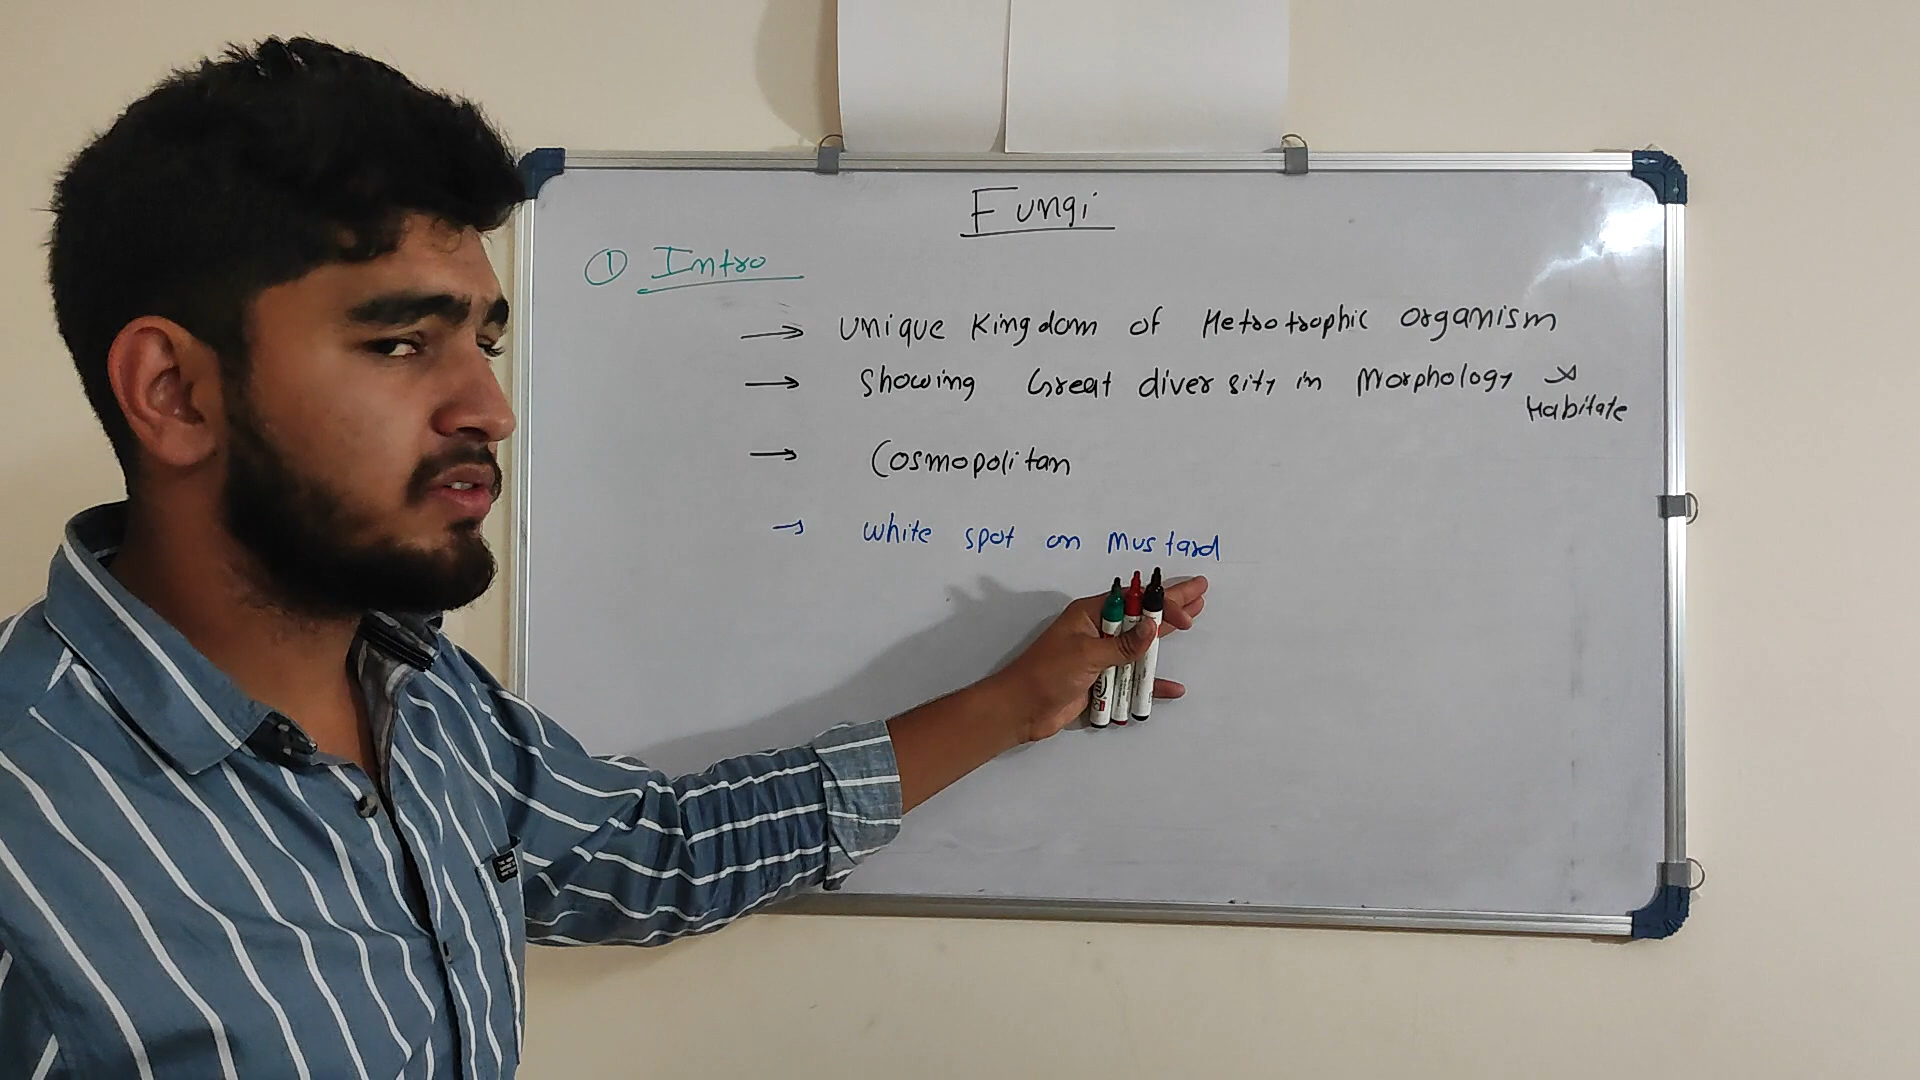 Fungi
① Intro
→ Unique Kingdom of Hetrotrophic Organism
→ Showing Great diversity in Morphology &
Habitate
→ Cosmopolitan
→ White spot on Mustard